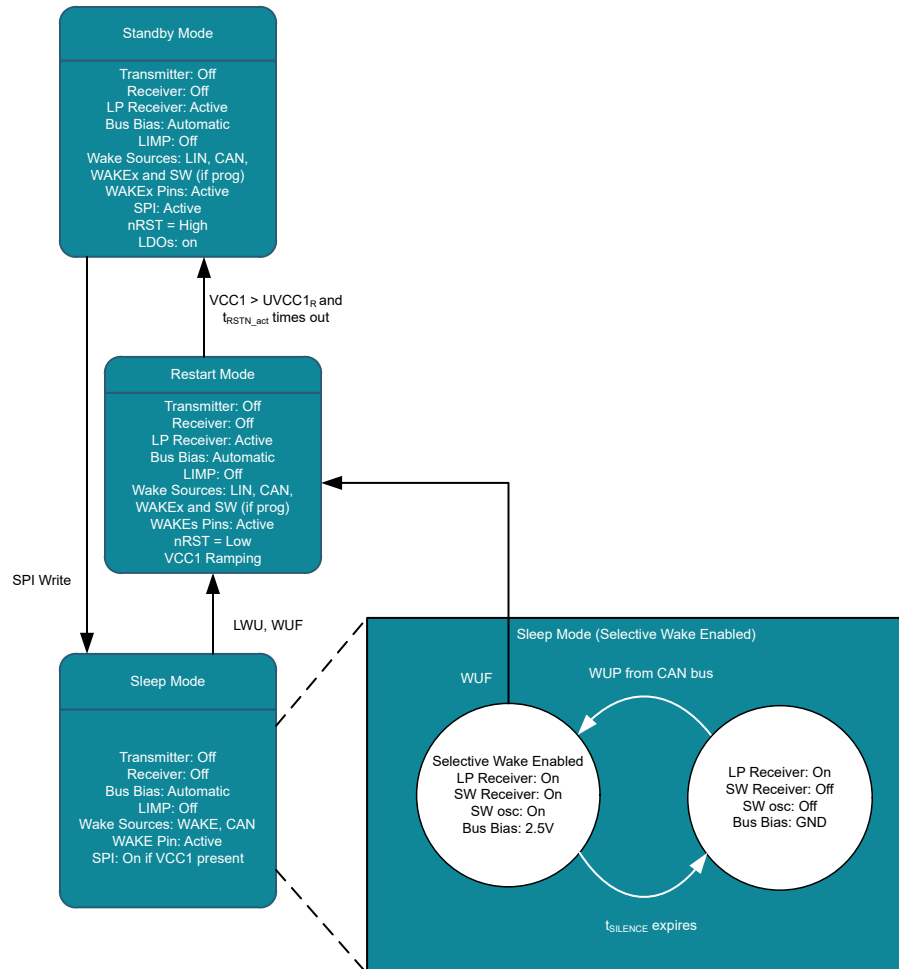 Standby Mode
Transmitter: Off
Receiver: Off
LP Receiver: Active
Bus Bias: Automatic
LIMP: Off
Wake Sources: LIN, CAN,
WAKEx and SW (if prog)
WAKEx Pins: Active
SPI: Active
nRST = High
LDOs: on
VCC1 > UVCC1R and
tRSTN_act times out
Restart Mode
Transmitter: Off
Receiver: Off
LP Receiver: Active
Bus Bias: Automatic
LIMP: Off
Wake Sources: LIN, CAN,
WAKEx and SW (if prog)
WAKEs Pins: Active
nRST = Low
VCC1 Ramping
SPI Write
LWU, WUF
Sleep Mode
Transmitter: Off
Receiver: Off
Bus Bias: Automatic
LIMP: Off
Wake Sources: WAKE, CAN
WAKE Pin: Active
SPI: On if VCC1 present
Sleep Mode (Selective Wake Enabled)
WUF
WUP from CAN bus
Selective Wake Enabled
LP Receiver: On
SW Receiver: On
SW osc: On
Bus Bias: 2.5V
LP Receiver: On
SW Receiver: Off
SW osc: Off
Bus Bias: GND
tSILENCE expires